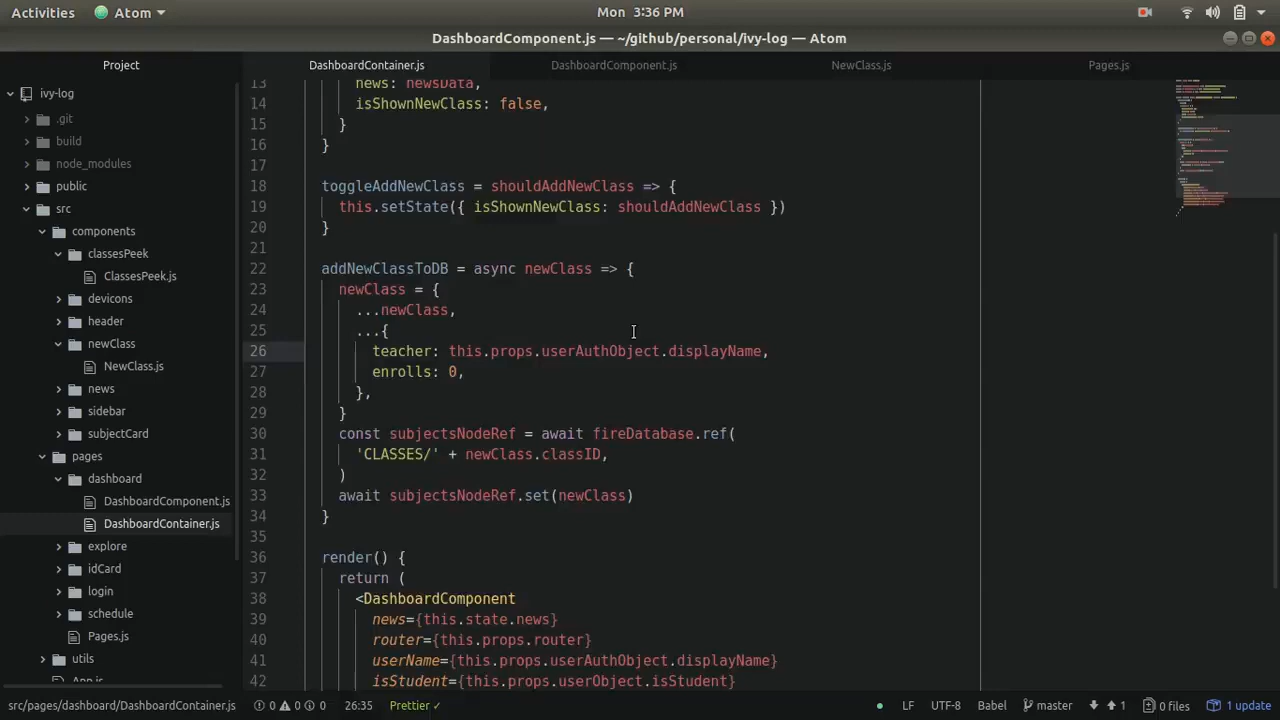 Activities Atom Mon 3:36 PM
DashboardComponent.js — ~/github/personal/ivy-log — Atom
Project DashboardContainer.js DashboardComponent.js NewClass.js Pages.js
ivy-log
.git
build
node_modules
public
src
components
classesPeek
ClassesPeek.js
devicons
header
newClass
NewClass.js
news
sidebar
subjectCard
pages
dashboard
DashboardComponent.js
DashboardContainer.js
explore
idCard
login
schedule
Pages.js
utils
App.js
13 news: newsData,
14 isShownNewClass: false,
15 }
16 }
17
18 toggleAddNewClass = shouldAddNewClass => {
19 this.setState({ shownNewClass: shouldAddNewClass })
20 }
21
22 addNewClassToDB = async newClass => {
23 newClass = {
24 ...newClass,
25 ...{
26 teacher: this.props.userAuthObject.displayName,
27 enrolls: 0,
28 },
29 }
30 const subjectsNodeRef = await fireDatabase.ref(
31 'CLASSES/' + newClass.classID,
32 )
33 await subjectsNodeRef.set(newClass)
34 }
35
36 render() {
37 return (
38 <DashboardComponent
39 news={this.state.news}
40 router={this.props.router}
41 userName={this.props.userAuthObject.displayName}
42 isStudent={this.props.userObject.isStudent}
src/pages/dashboard/DashboardContainer.js 0 0 0 26:35 Prettier ✓ LF UTF-8 Babel master 1 0 files 1 update